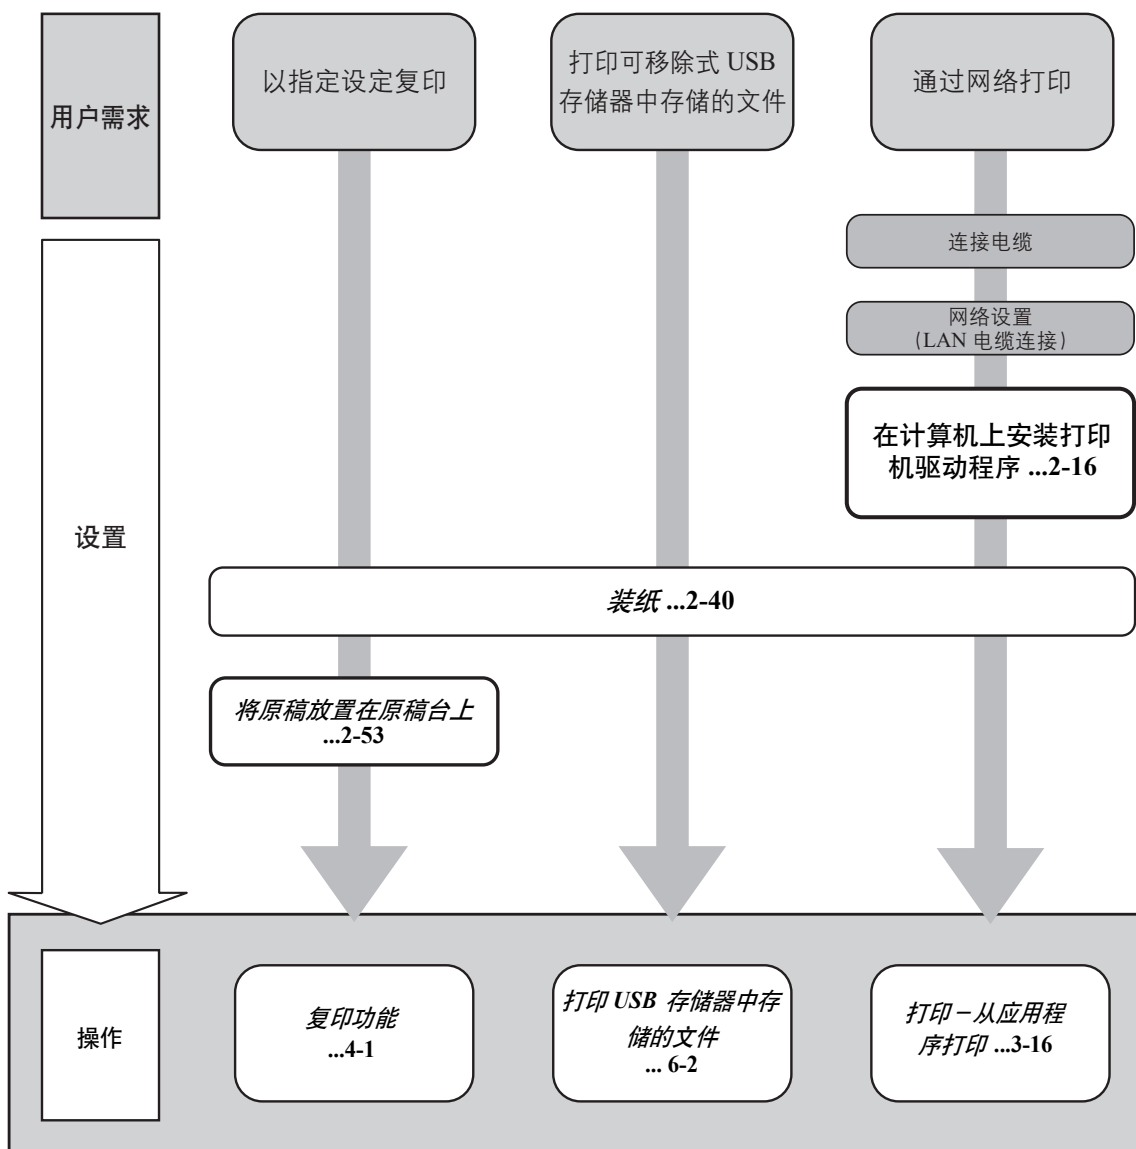 用户需求
以指定设定复印
打印可移除式 USB
存储器中存储的文件
通过网络打印
连接电缆
网络设置
（LAN 电缆连接）
在计算机上安装打印
机驱动程序 ...2-16
设置
装纸 ...2-40
将原稿放置在原稿台上
...2-53
操作
复印功能
...4-1
打印 USB 存储器中存
储的文件
... 6-2
打印－从应用程
序打印 ...3-16